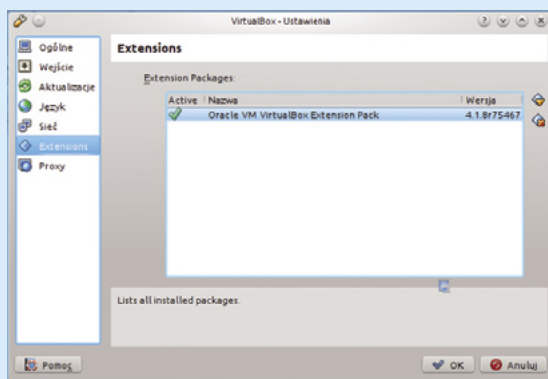 VirtualBox - Ustawienia
Ogólne
Wejście
Aktualizacje
Język
Sieć
Extensions
Proxy
Extensions
Extension Packages:
Active Nazwa Wersja
Oracle VM VirtualBox Extension Pack 4.1.8r75467
Lists all installed packages.
Pomoc
OK
Anuluj